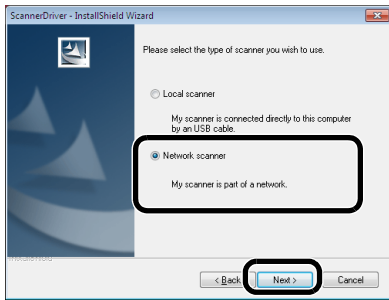 ScannerDriver - InstallShield Wizard
Please select the type of scanner you wish to use.
Local scanner
My scanner is connected directly to this computer
by an USB cable.
Network scanner
My scanner is part of a network.
InstallShield
< Back
Next >
Cancel